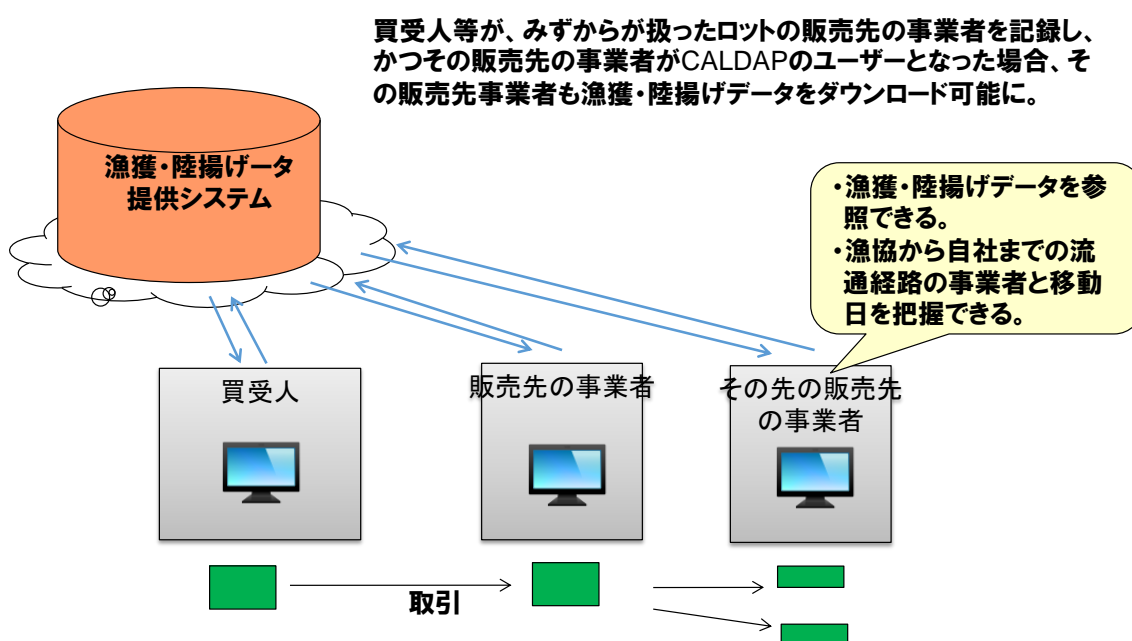 買受人等が、みずからが扱ったロットの販売先の事業者を記録し、
かつその販売先の事業者がCALDAPのユーザーとなった場合、そ
の販売先事業者も漁獲・陸揚げデータをダウンロード可能に。
漁獲・陸揚げータ
提供システム
・漁獲・陸揚げデータを参
照できる。
・漁協から自社までの流
通経路の事業者と移動
日を把握できる。
買受人
販売先の事業者
その先の販売先
の事業者
取引